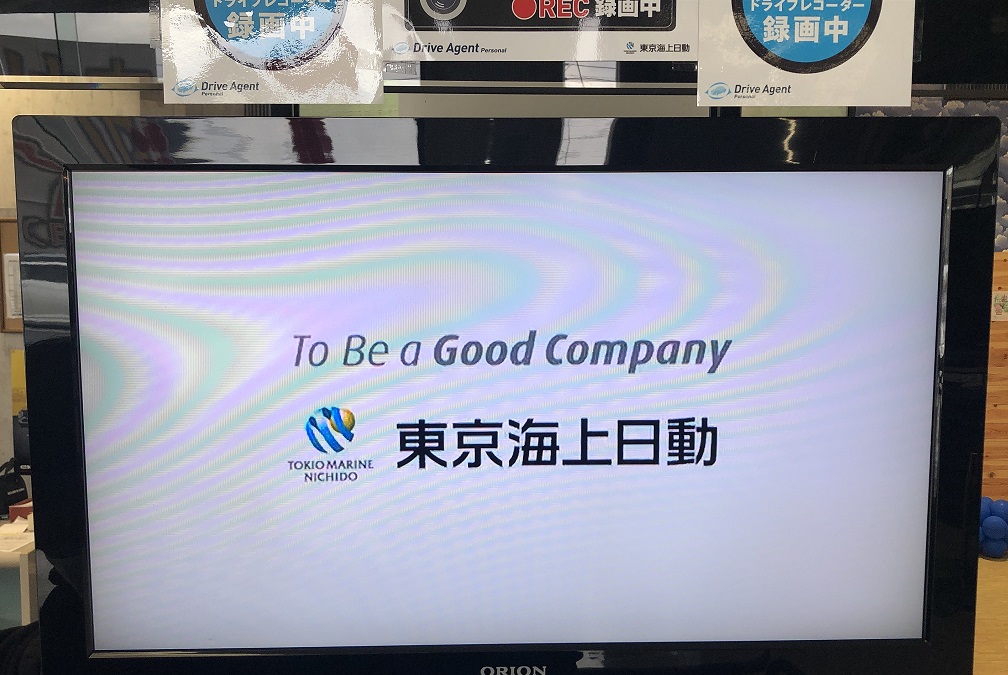 ドライブレコーダー
録画中
Drive Agent
Personal
REC 録画中
Drive Agent Personal
東京海上日動
ドライブレコーダー
録画中
Drive Agent
Personal
To Be a Good Company
TOKIO MARINE
NICHIDO
東京海上日動
ORION